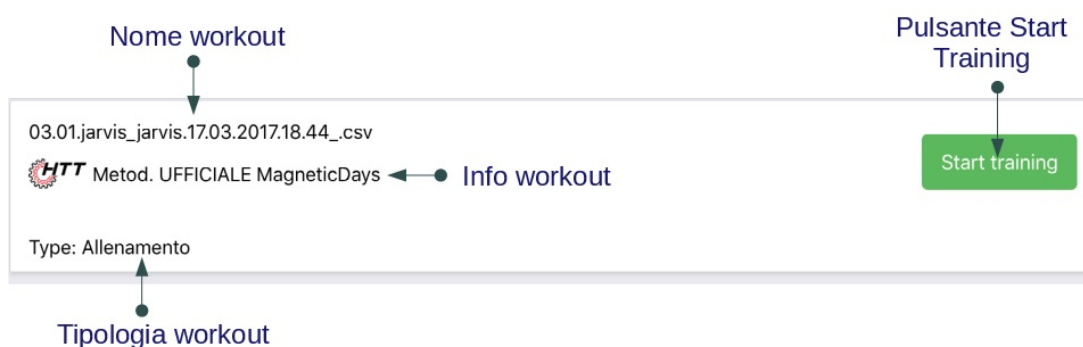 Nome workout
Pulsante Start
Training
03.01.jarvis_jarvis.17.03.2017.18.44_.csv
HTT Metod. UFFICIALE MagneticDays
Info workout
Start training
Type: Allenamento
Tipologia workout